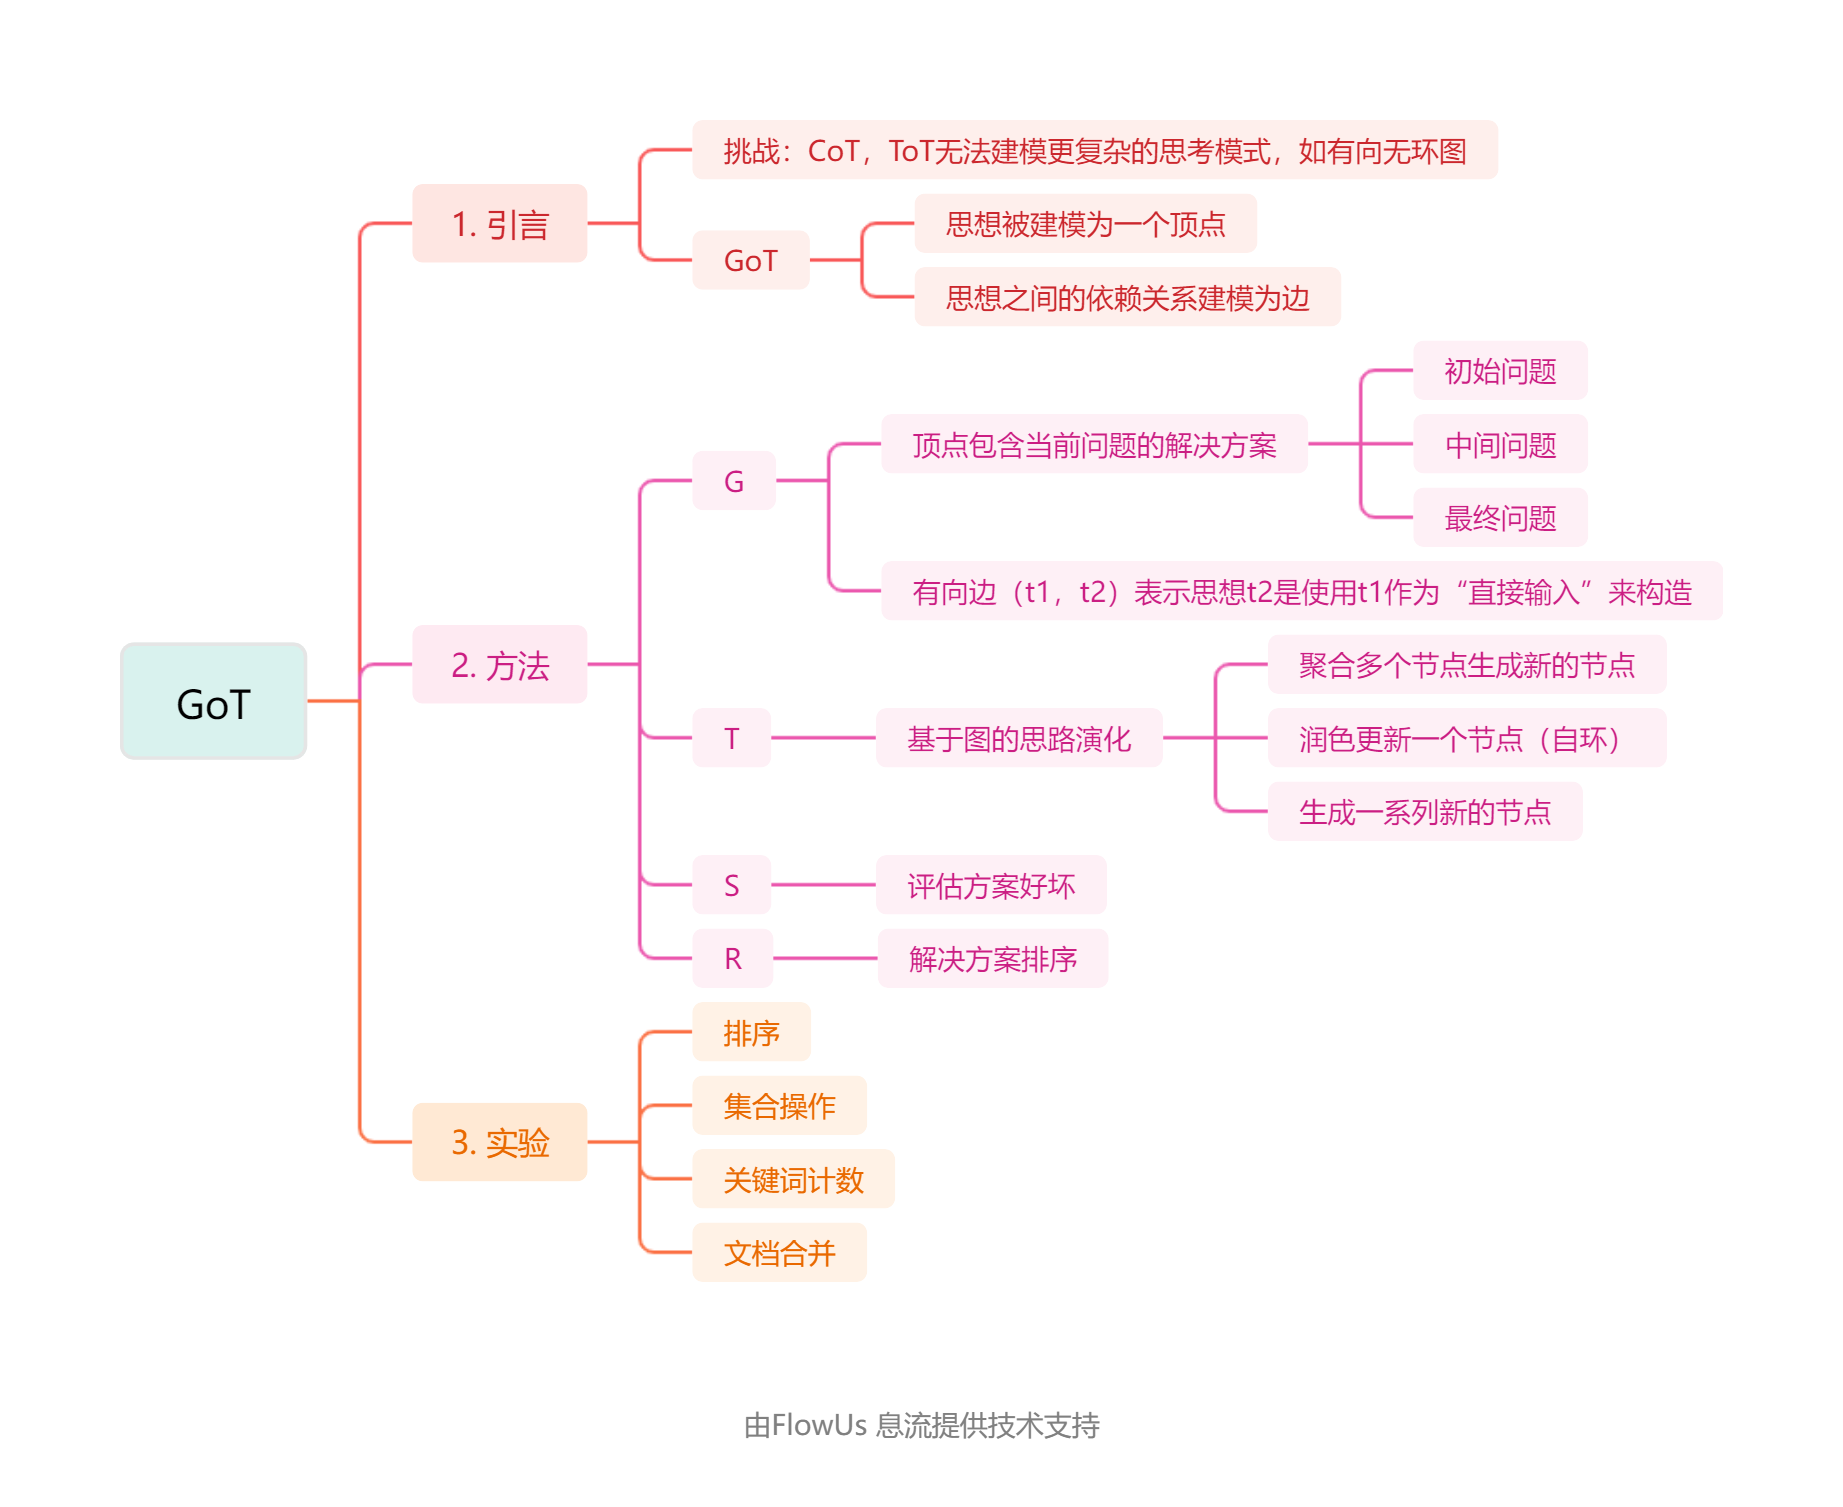 GoT
1. 引言
挑战：CoT，ToT无法建模更复杂的思考模式，如有向无环图
GoT
思想被建模为一个顶点
思想之间的依赖关系建模为边
2. 方法
G
顶点包含当前问题的解决方案
初始问题
中间问题
最终问题
有向边（t1，t2）表示思想t2是使用t1作为“直接输入”来构造
T
基于图的思路演化
聚合多个节点生成新的节点
润色更新一个节点（自环）
生成一系列新的节点
S
评估方案好坏
R
解决方案排序
3. 实验
排序
集合操作
关键词计数
文档合并
由FlowUs 息流提供技术支持